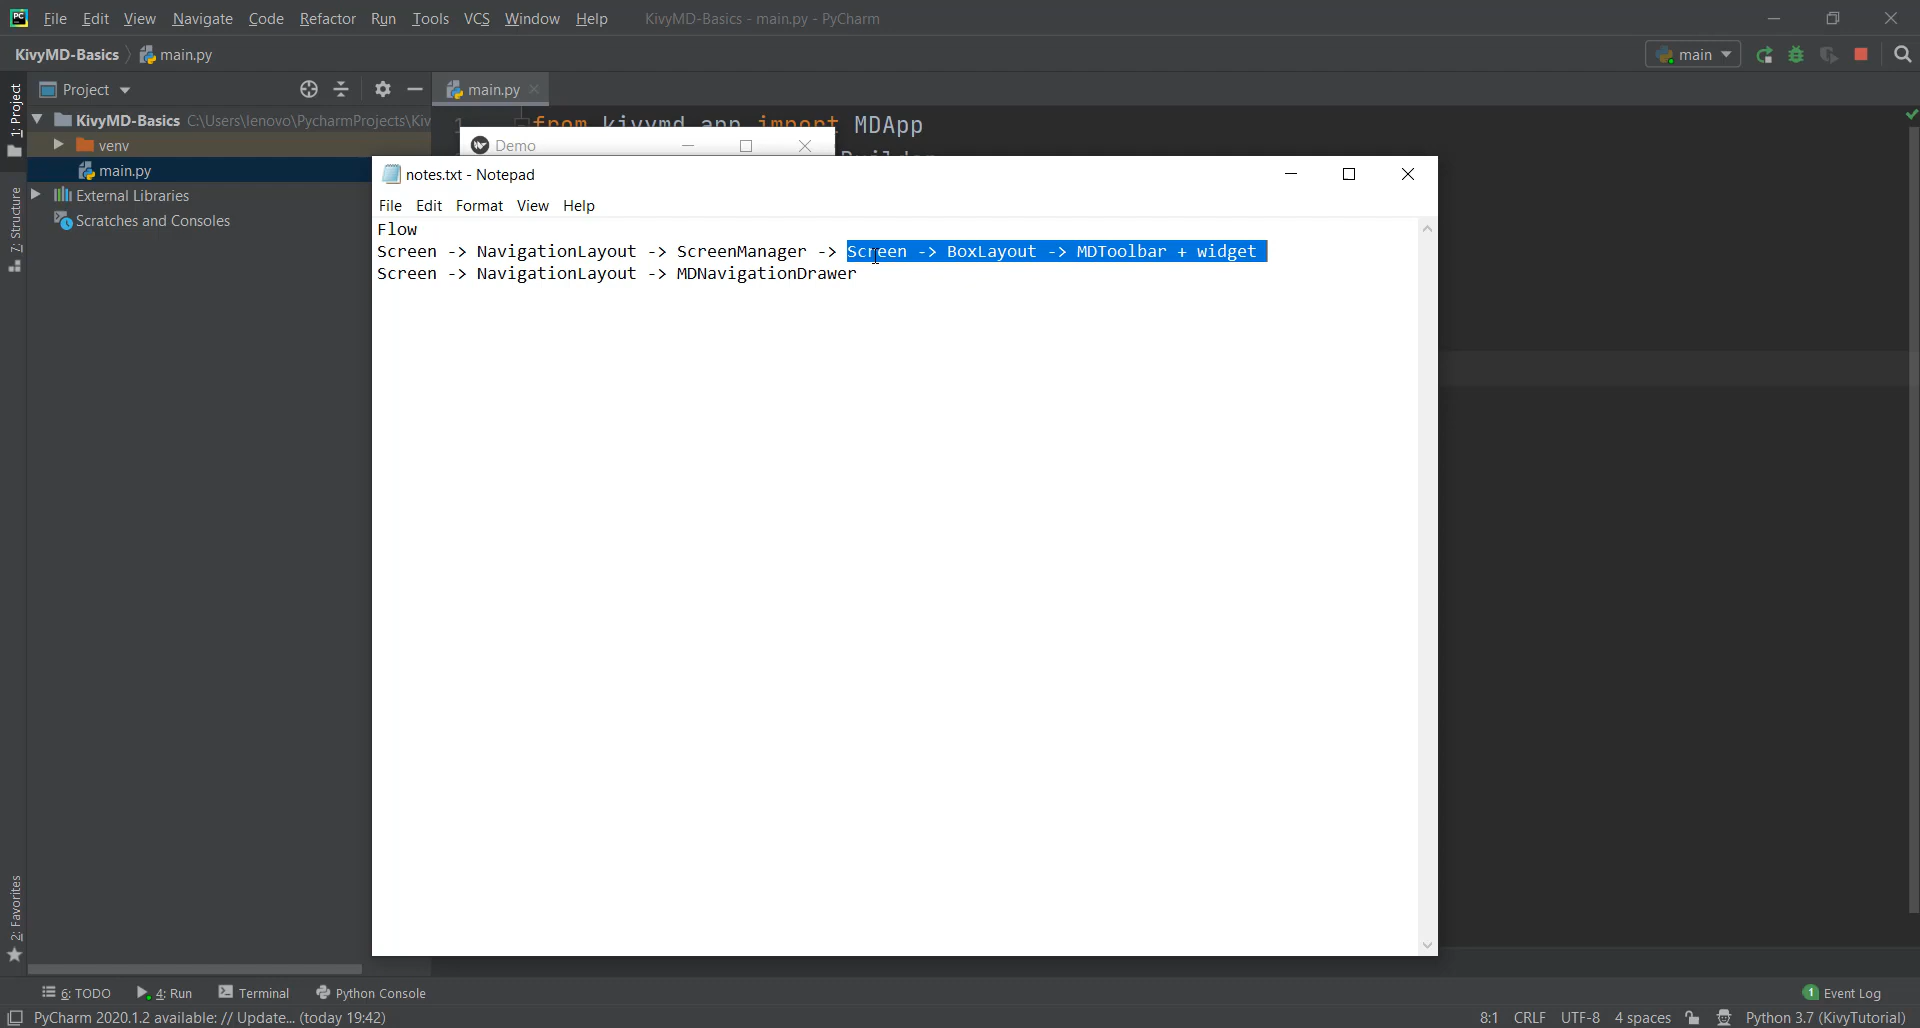 File Edit View Navigate Code Refactor Run Tools VCS Window Help KivyMD-Basics - main.py - PyCharm
KivyMD-Basics main.py main
Project main.py
1: Project
KivyMD-Basics C:\Users\lenovo\PycharmProjects\Kiv
1 from kivymd.app import MDApp
venv
Demo
main.py
notes.txt - Notepad
External Libraries
File Edit Format View Help
Scratches and Consoles
7: Structure
Flow
Screen -> NavigationLayout -> ScreenManager -> Screen -> BoxLayout -> MDToolbar + widget
Screen -> NavigationLayout -> MDNavigationDrawer
2: Favorites
6: TODO 4: Run Terminal Python Console 1 Event Log
PyCharm 2020.1.2 available: // Update... (today 19:42) 8:1 CRLF UTF-8 4 spaces Python 3.7 (KivyTutorial)